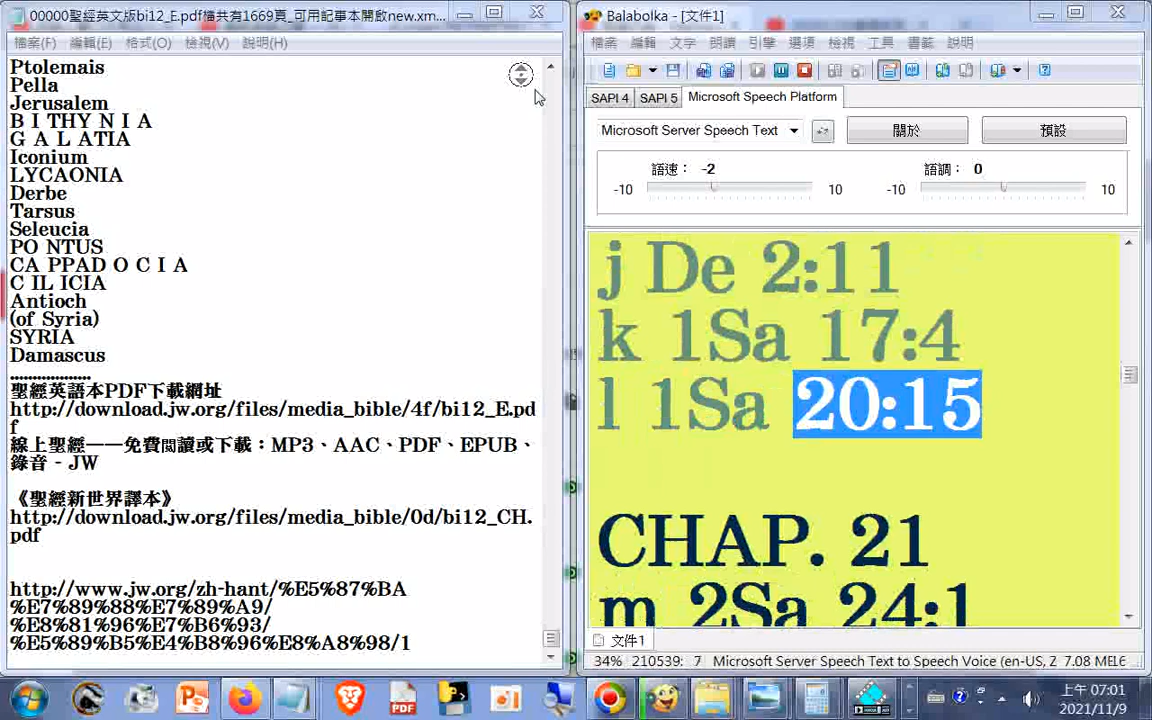 00000聖經英文版bi12_E.pdf檔共有1669頁_可用記事本開啟new.xm...
檔案(F) 編輯(E) 格式(O) 檢視(V) 說明(H)
Ptolemais
Pella
Jerusalem
B I THY N I A
G A L ATIA
Iconium
LYCAONIA
Derbe
Tarsus
Seleucia
PO NTUS
CA PPAD O C I A
C IL ICIA
Antioch
(of Syria)
SYRIA
Damascus
..................
聖經英語本PDF下載網址
http://download.jw.org/files/media_bible/4f/bi12_E.pd
f
線上聖經——免費閱讀或下載：MP3、AAC、PDF、EPUB、
錄音 - JW
《聖經新世界譯本》
http://download.jw.org/files/media_bible/0d/bi12_CH.
pdf
http://www.jw.org/zh-hant/%E5%87%BA
%E7%89%88%E7%89%A9/
%E8%81%96%E7%B6%93/
%E5%89%B5%E4%B8%96%E8%A8%98/1
Balabolka - [文件1]
檔案 編輯 文字 朗讀 引擎 選項 檢視 工具 書籤 說明
SAPI 4 SAPI 5 Microsoft Speech Platform
Microsoft Server Speech Text 關於 預設
語速： -2 語調： 0
-10 10 -10 10
j De 2:11
k 1Sa 17:4
l 1Sa 20:15
CHAP. 21
m 2Sa 24:1
文件1
34% 210539: 7 Microsoft Server Speech Text to Speech Voice (en-US, Z 7.08 МЕ16
PDF
上午 07:01
2021/11/9